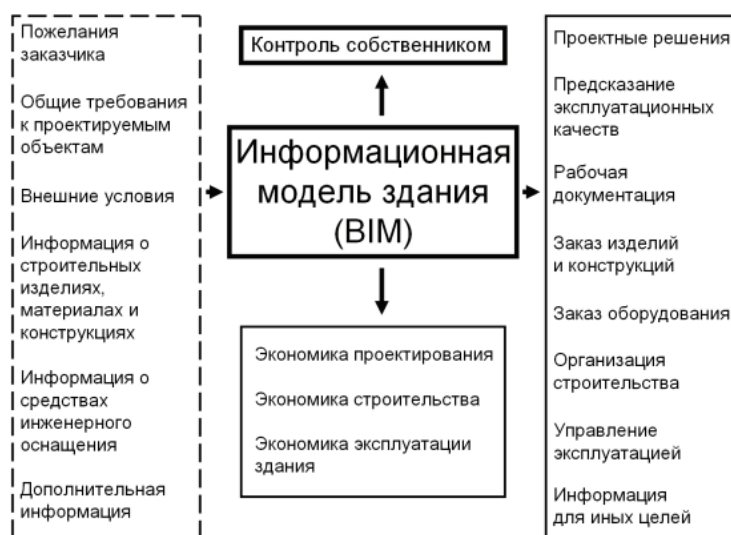 Пожелания
заказчика
Общие требования
к проектируемым
объектам
Внешние условия
Информация о
строительных
изделиях,
материалах и
конструкциях
Информация о
средствах
инженерного
оснащения
Дополнительная
информация
Контроль собственником
Информационная
модель здания
(BIM)
Экономика проектирования
Экономика строительства
Экономика эксплуатации
здания
Проектные решения
Предсказание
эксплуатационных
качеств
Рабочая
документация
Заказ изделий
и конструкций
Заказ оборудования
Организация
строительства
Управление
эксплуатацией
Информация
для иных целей